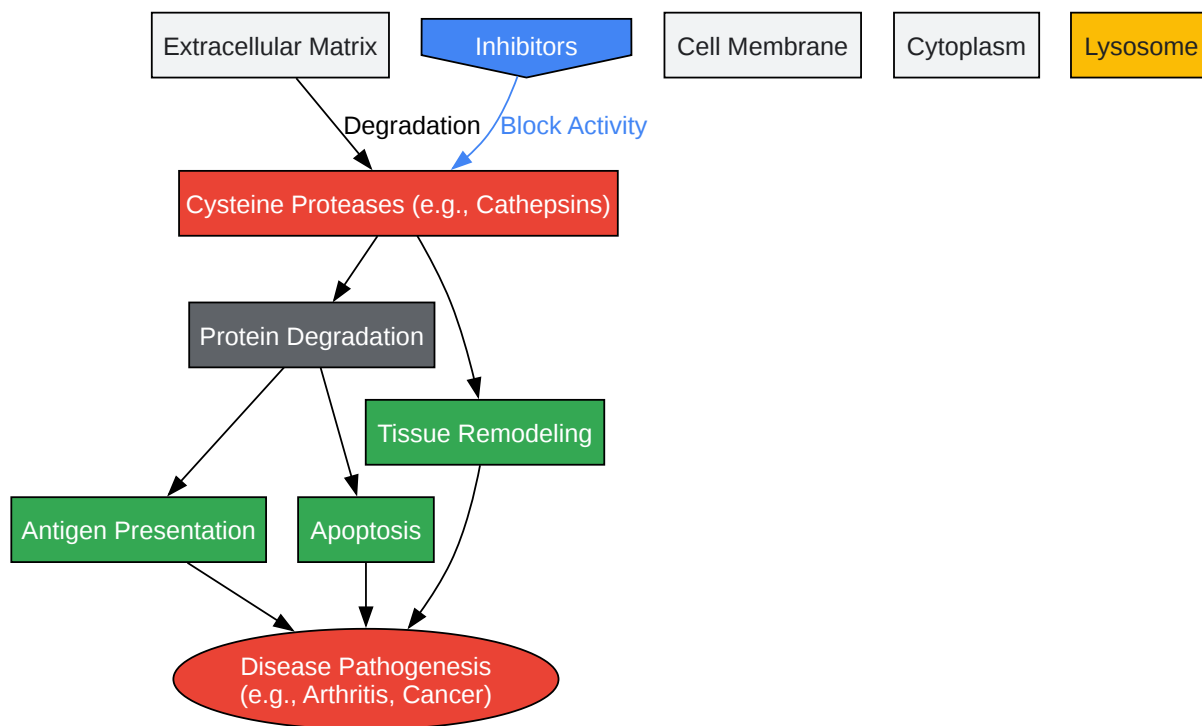 Extracellular Matrix
Inhibitors
Cell Membrane
Cytoplasm
Lysosome
Degradation
Block Activity
Cysteine Proteases (e.g., Cathepsins)
Protein Degradation
Tissue Remodeling
Antigen Presentation
Apoptosis
Disease Pathogenesis
(e.g., Arthritis, Cancer)